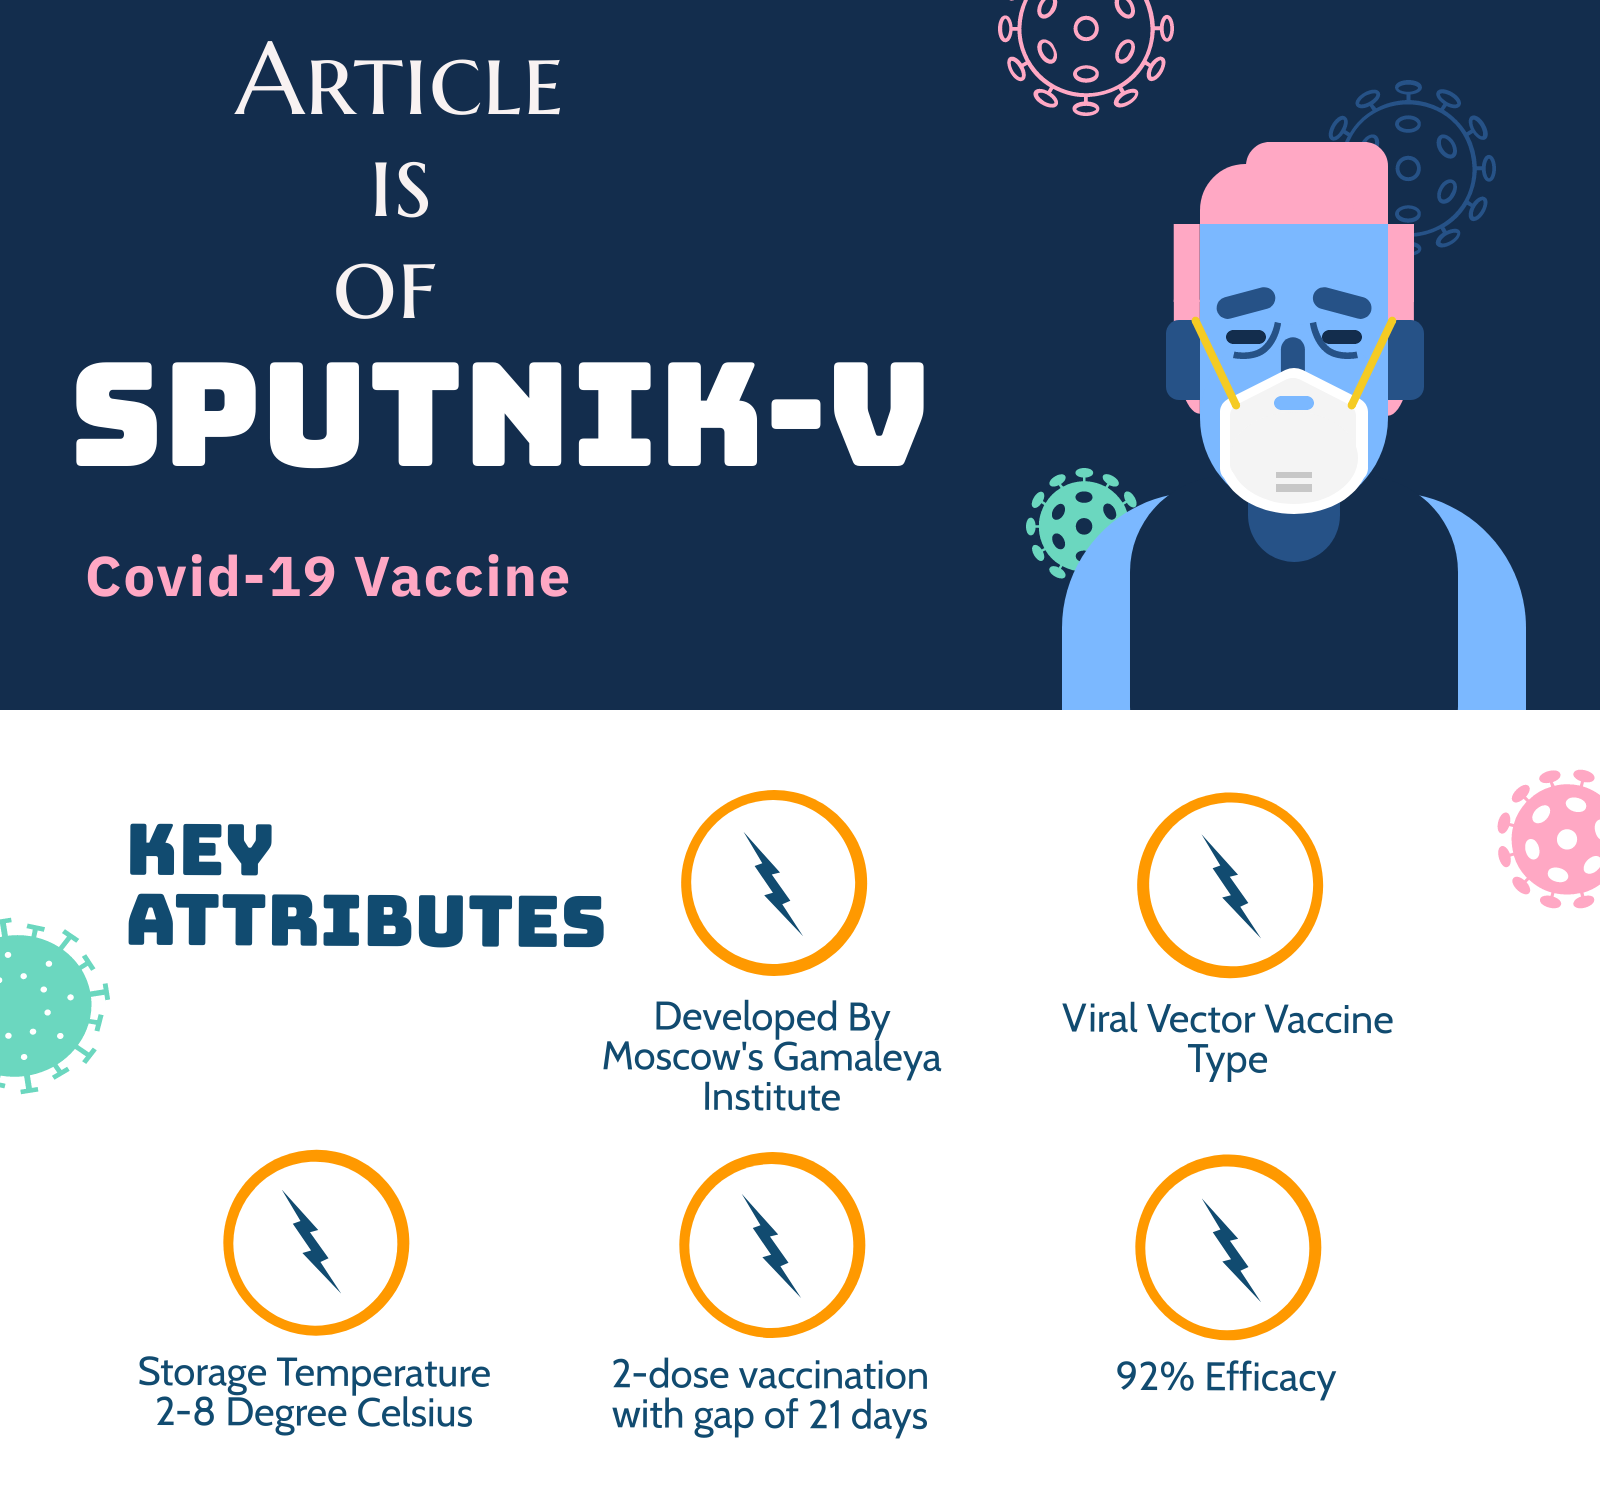 Article
is
of
SPUTNIK-V
Covid-19 Vaccine
KEY
ATTRIBUTES
Developed By
Moscow's Gamaleya
Institute
Viral Vector Vaccine
Type
Storage Temperature
2-8 Degree Celsius
2-dose vaccination
with gap of 21 days
92% Efficacy